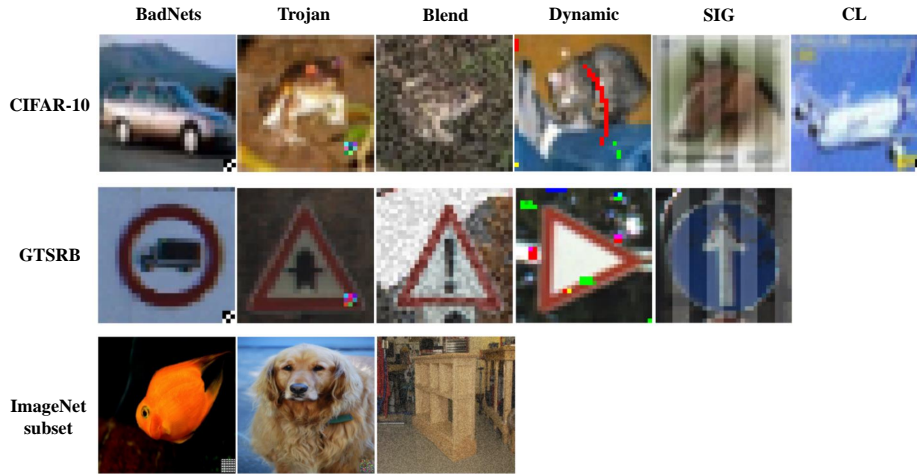 BadNets Trojan Blend Dynamic SIG CL
CIFAR-10
GTSRB
ImageNet
subset